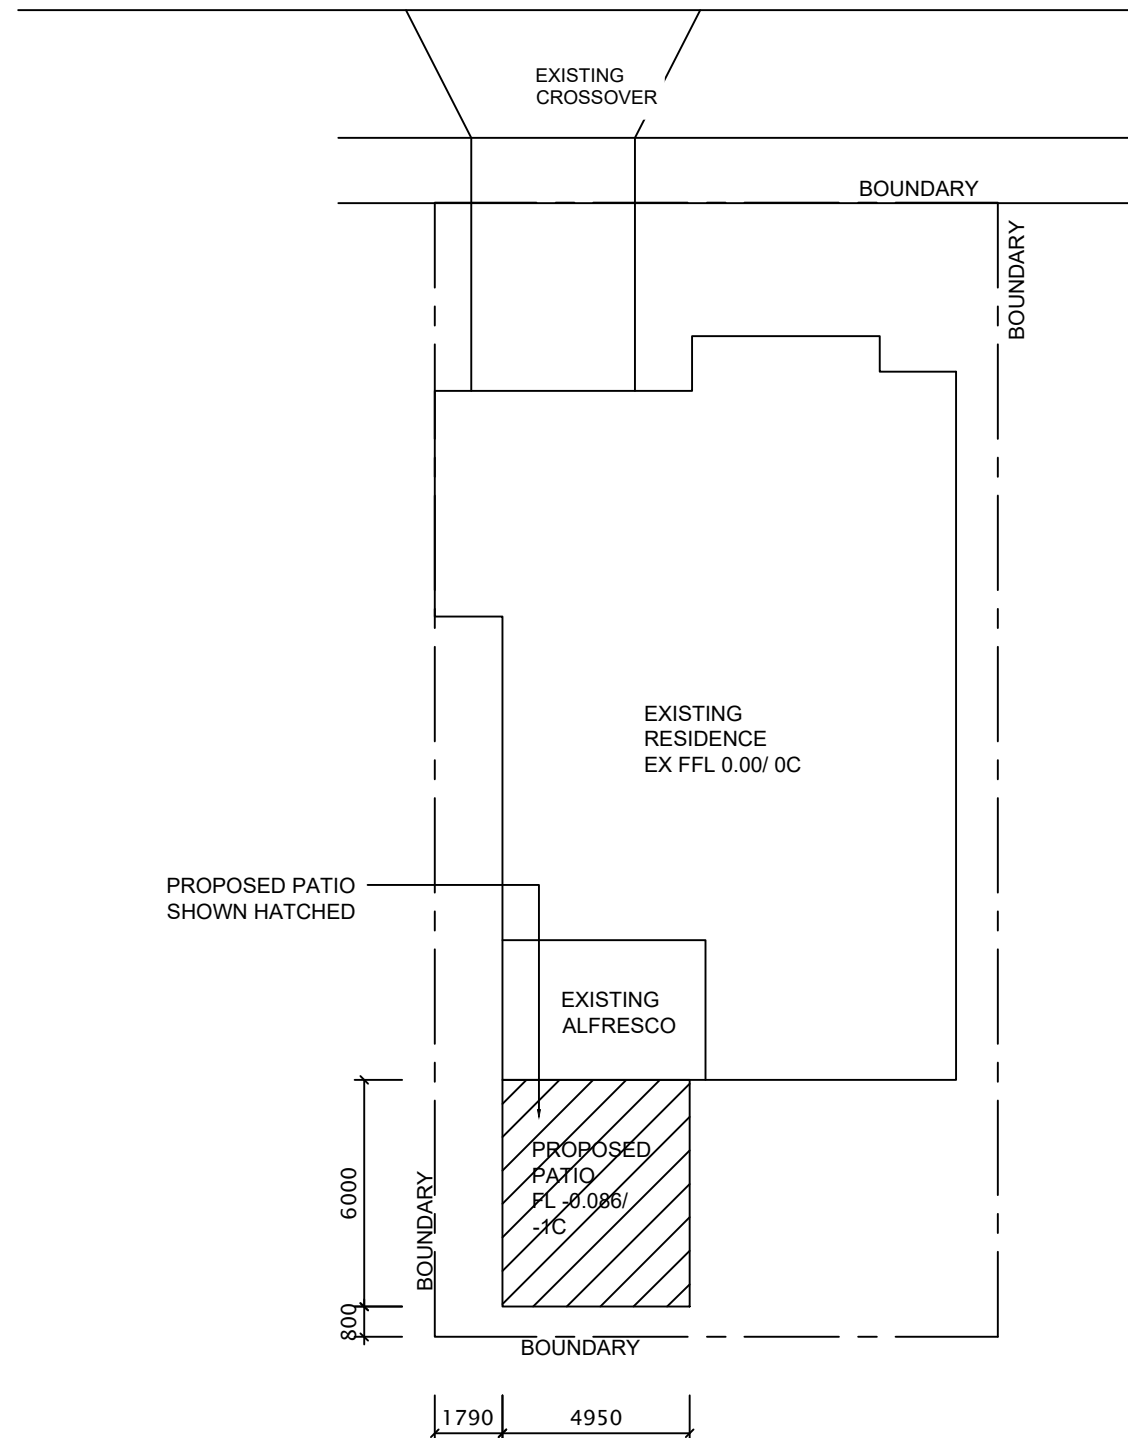 EXISTING
CROSSOVER
BOUNDARY
BOUNDARY
EXISTING
RESIDENCE
EX FFL 0.00/ 0C
PROPOSED PATIO
SHOWN HATCHED
EXISTING
ALFRESCO
PROPOSED
PATIO
FL -0.086/
-1C
6000
BOUNDARY
800
BOUNDARY
1790
4950